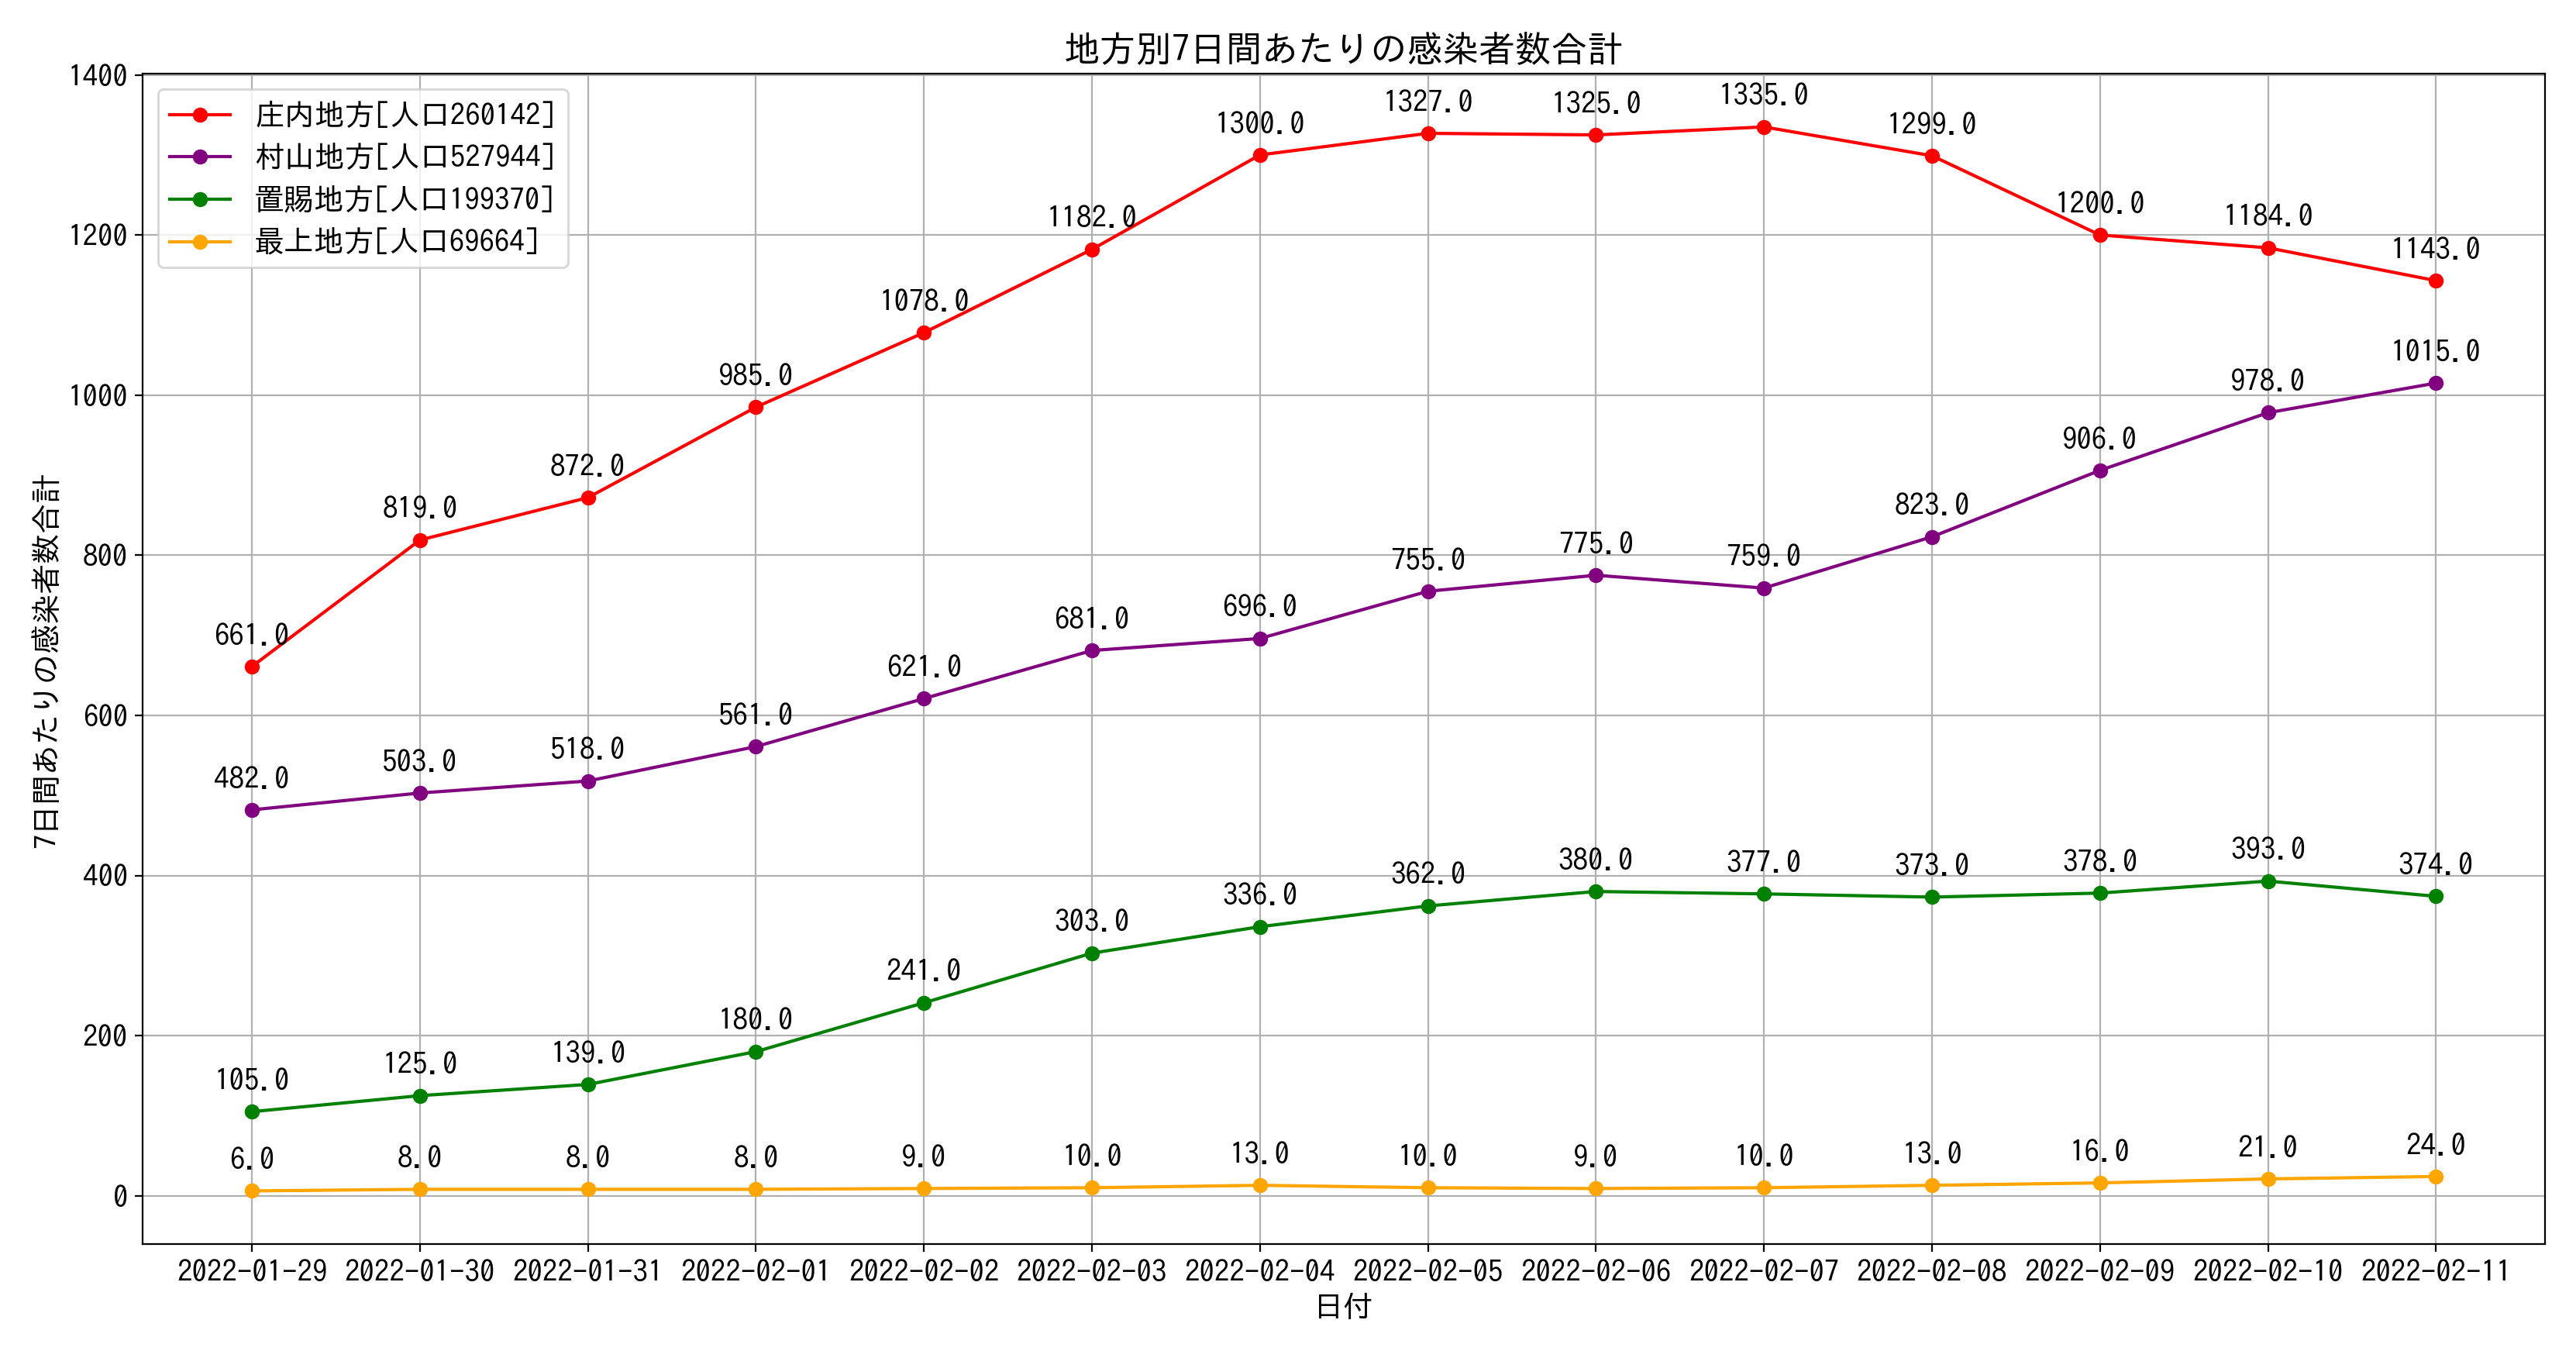 地方別7日間あたりの感染者数合計
庄内地方[人口260142]
村山地方[人口527944]
置賜地方[人口199370]
最上地方[人口69664]
7日間あたりの感染者数合計
1400
1200
1000
800
600
400
200
0
661.0 819.0 872.0 985.0 1078.0 1182.0 1300.0 1327.0 1325.0 1335.0 1299.0 1200.0 1184.0 1143.0
482.0 503.0 518.0 561.0 621.0 681.0 696.0 755.0 775.0 759.0 823.0 906.0 978.0 1015.0
105.0 125.0 139.0 180.0 241.0 303.0 336.0 362.0 380.0 377.0 373.0 378.0 393.0 374.0
6.0 8.0 8.0 8.0 9.0 10.0 13.0 10.0 9.0 10.0 13.0 16.0 21.0 24.0
2022-01-29 2022-01-30 2022-01-31 2022-02-01 2022-02-02 2022-02-03 2022-02-04 2022-02-05 2022-02-06 2022-02-07 2022-02-08 2022-02-09 2022-02-10 2022-02-11
日付